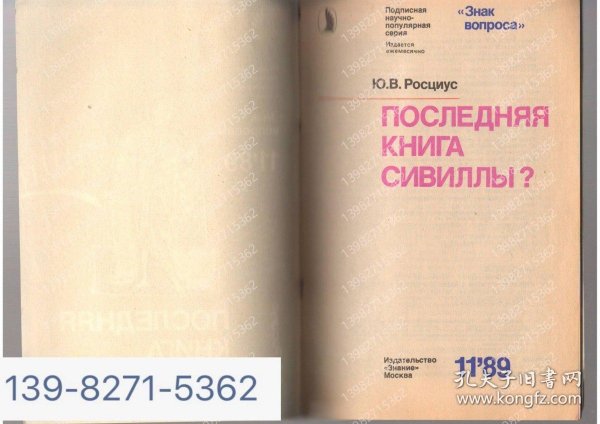 Подписная
научно-
популярная
серия
Издается
ежемесячно
«Знак
вопроса»
Ю.В. Росциус
ПОСЛЕДНЯЯ
КНИГА
СИВИЛЛЫ?
Издательство
«Знание»
Москва
11'89
139-8271-5362
孔夫子旧书网
www.kongfz.com
13982715362